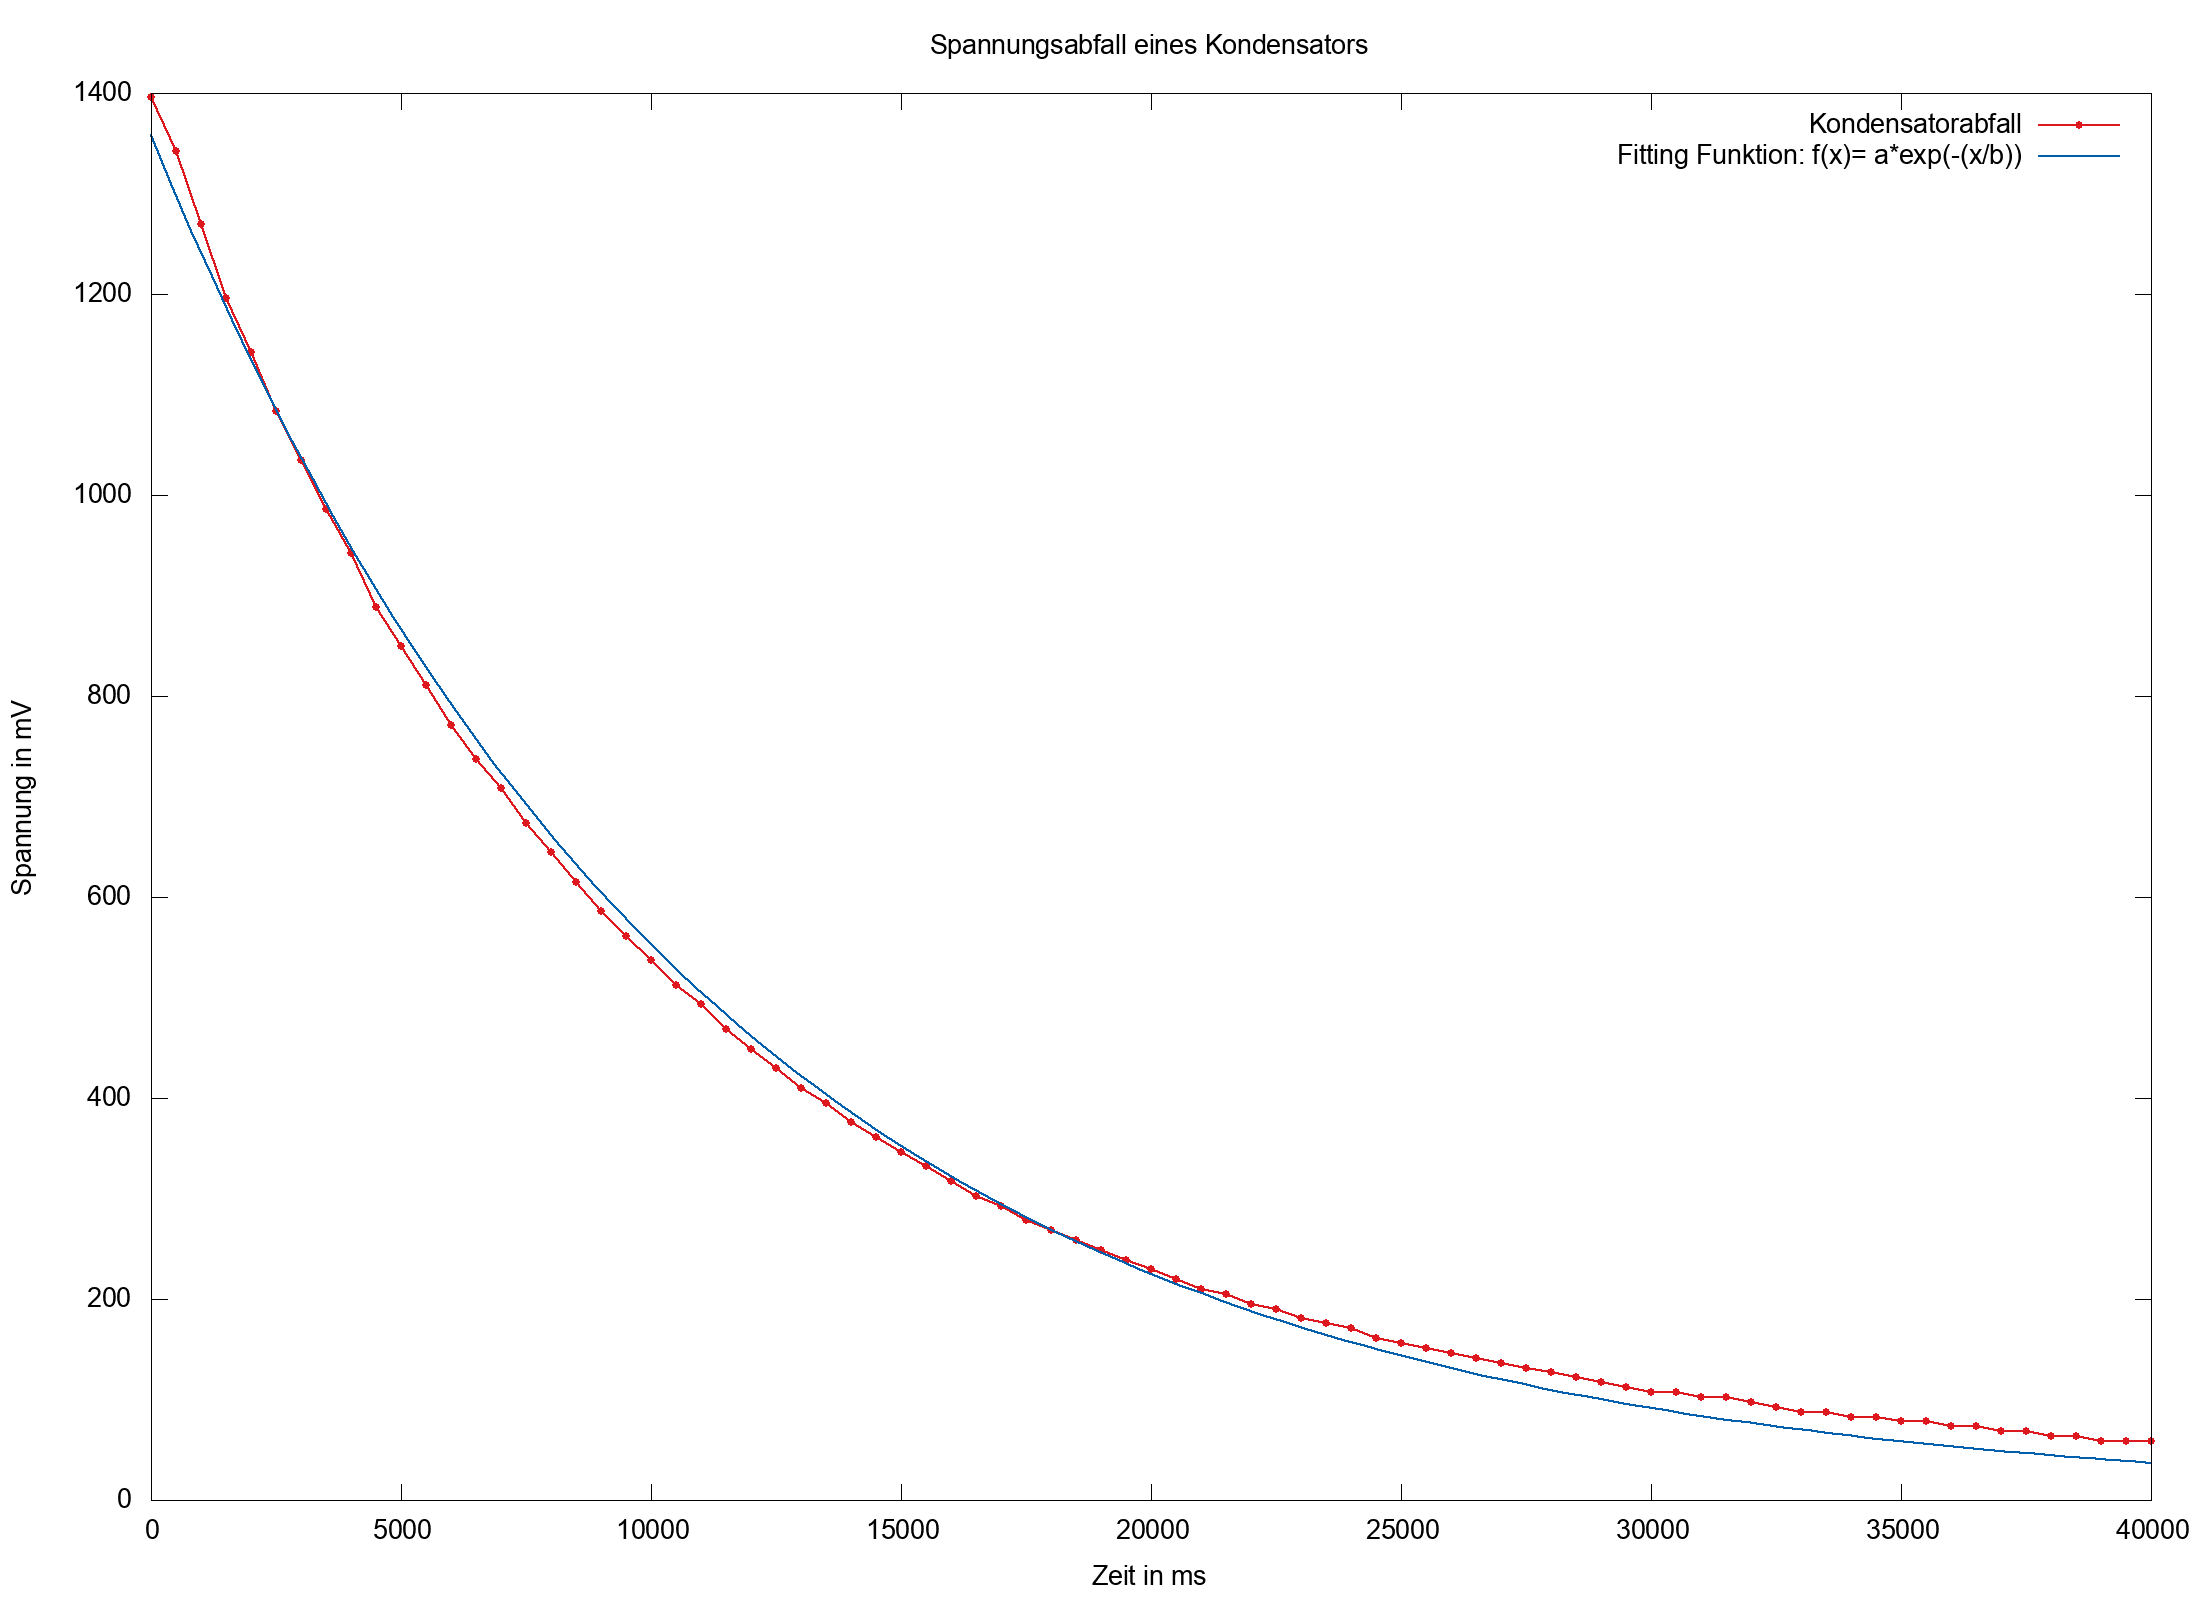 Spannungsabfall eines Kondensators
Kondensatorabfall
Fitting Funktion: f(x)= a*exp(-(x/b))
1400
1200
1000
800
600
400
200
0
Spannung in mV
0 5000 10000 15000 20000 25000 30000 35000 40000
Zeit in ms